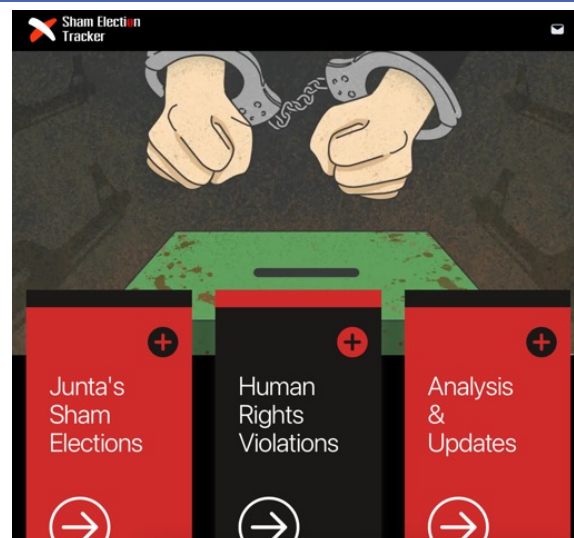 Sham Election
Tracker
Junta's
Sham
Elections
Human
Rights
Violations
Analysis
&
Updates